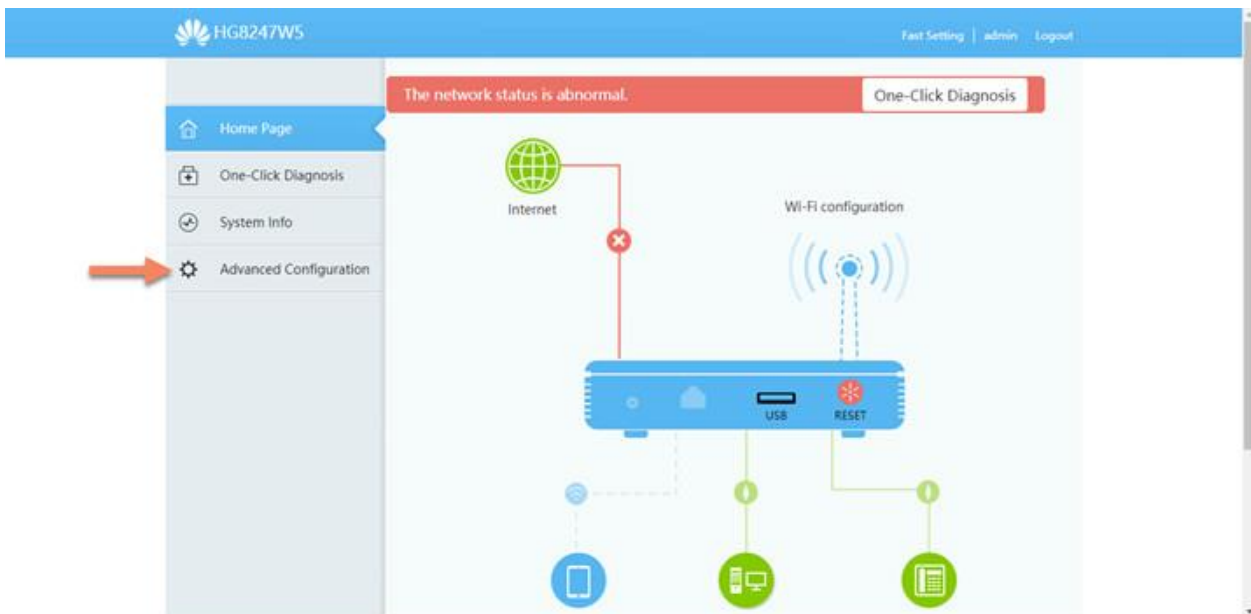 HG8247W5
Fast Setting | admin Logout
The network status is abnormal.
One-Click Diagnosis
Home Page
One-Click Diagnosis
System Info
Advanced Configuration
Internet
Wi-Fi configuration
USB
RESET